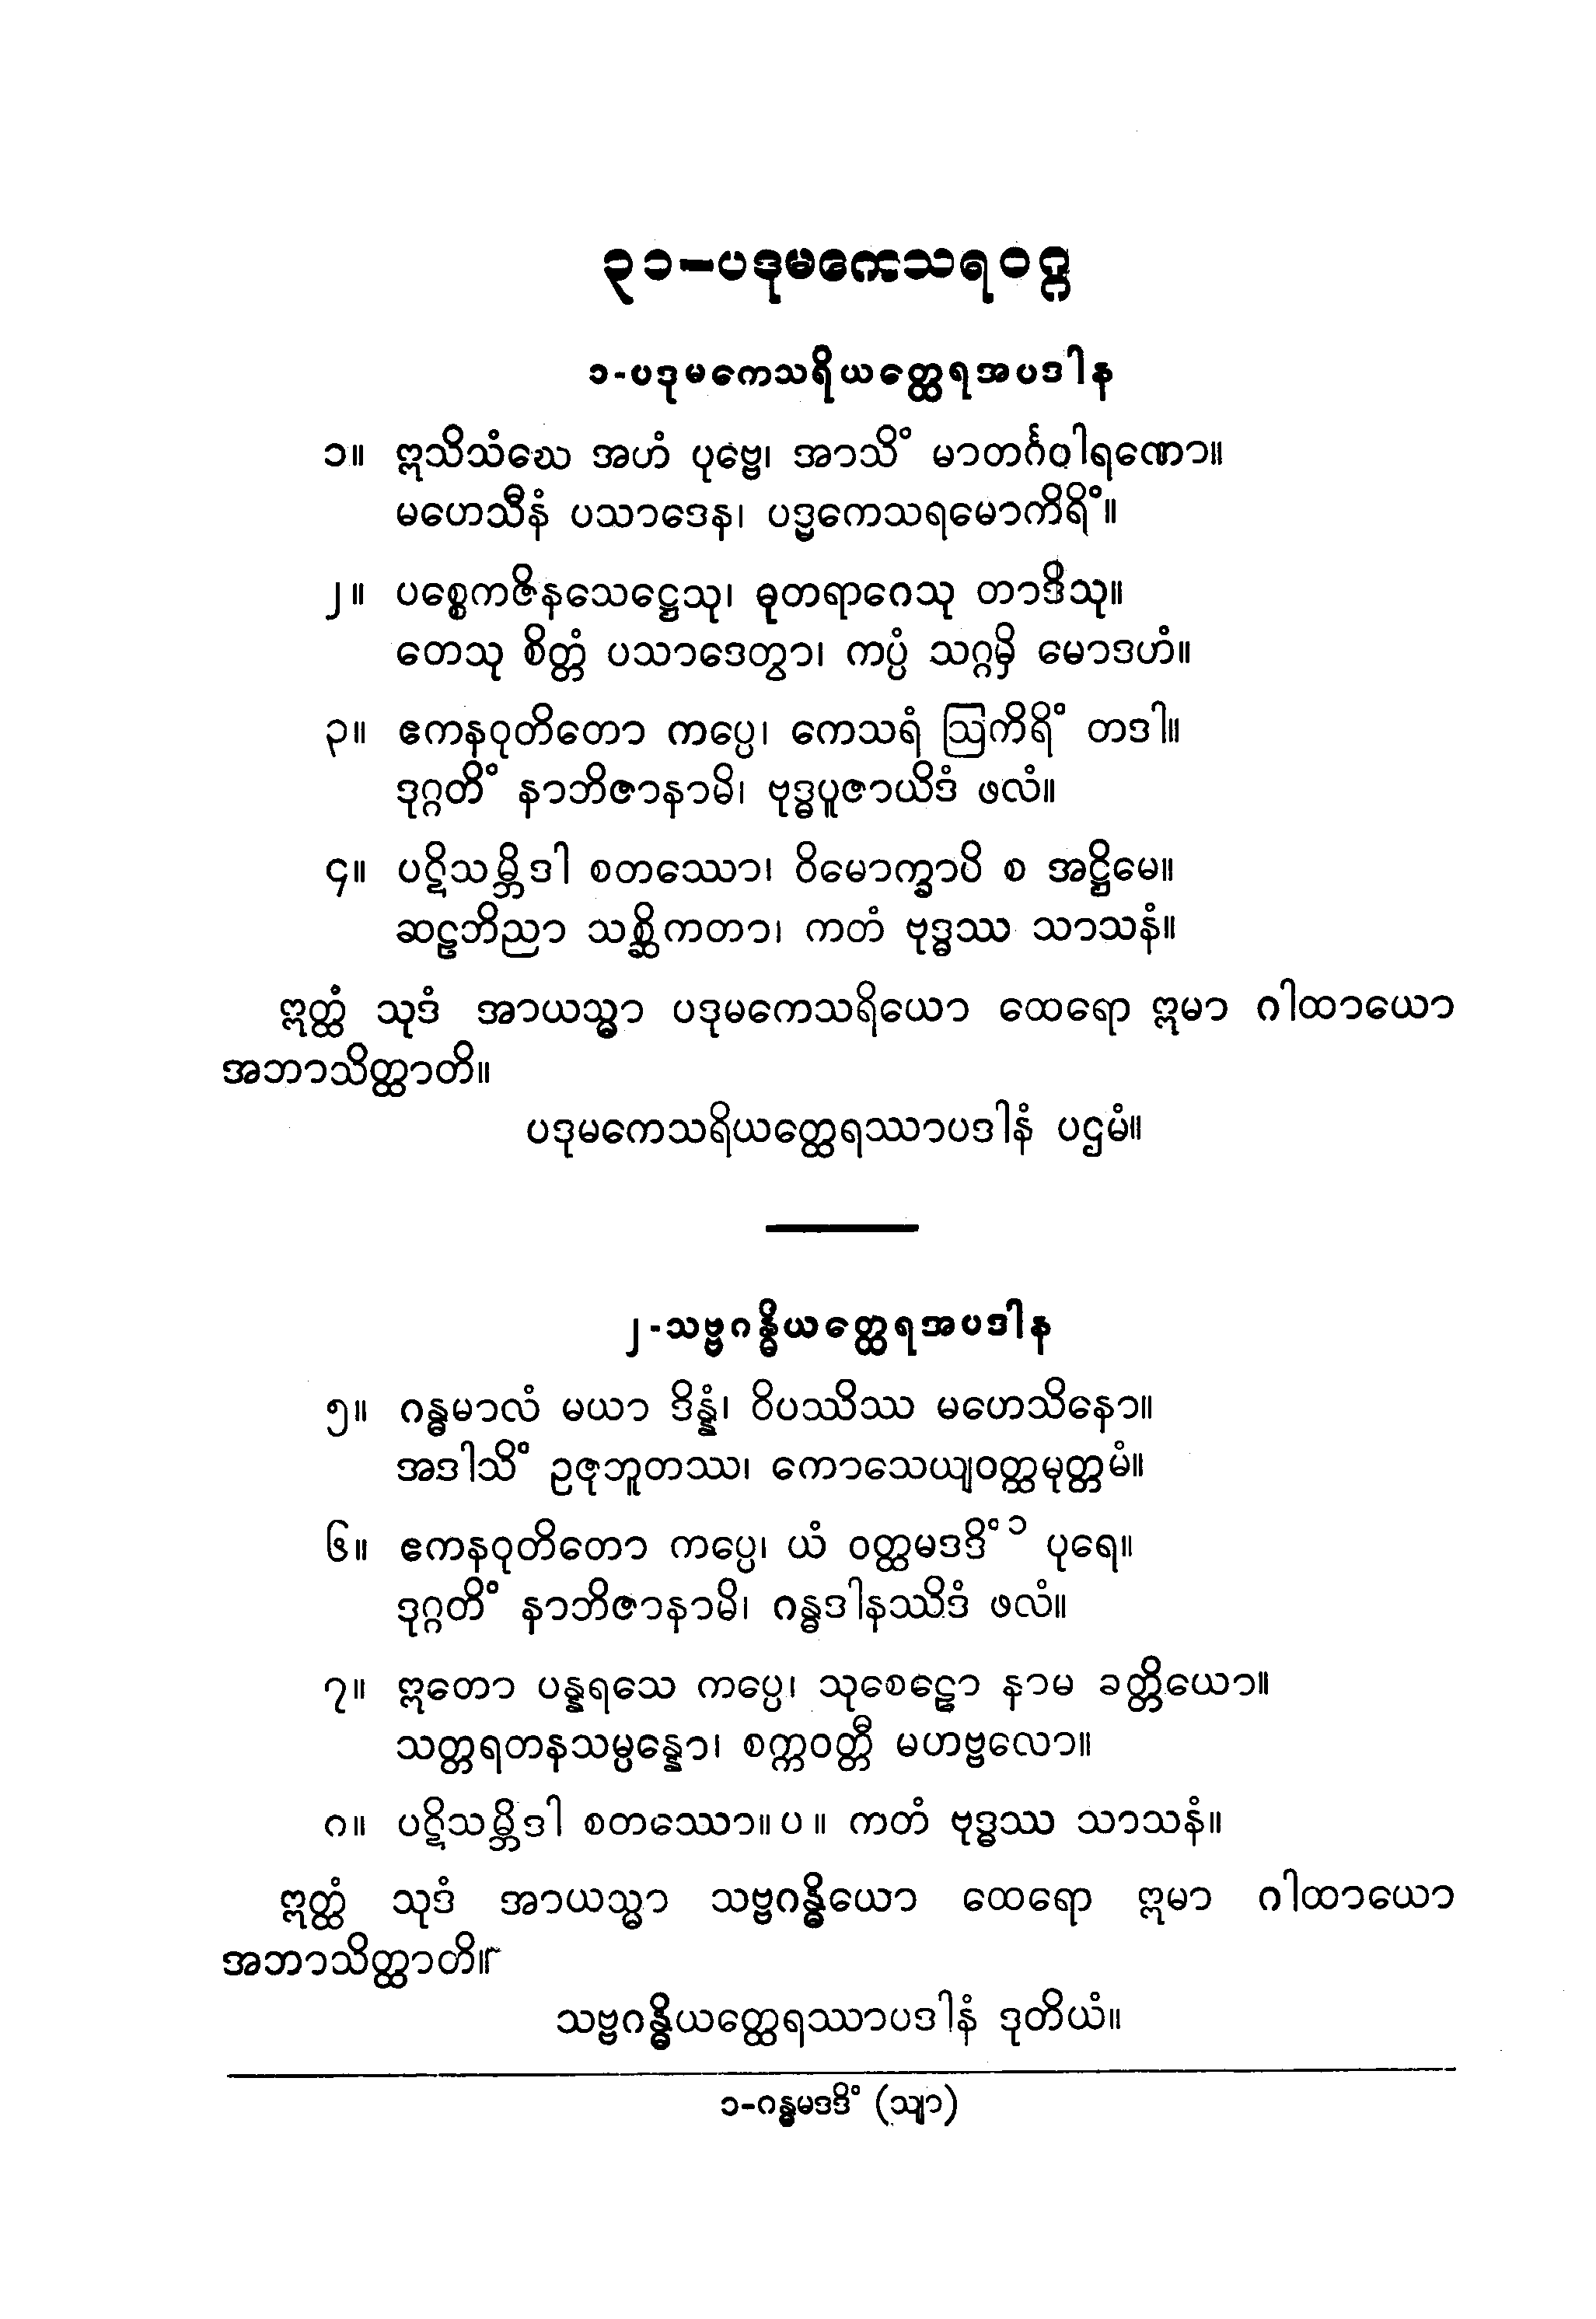 ၃၁-ပဒုမကေသရဝဂ္ဂ
၁-ပဒုမကေသရိယတ္ထေရအပဒါန
၁။ ဣသိသံဃေ အဟံ ပုဗ္ဗေ၊ အာသိံ မာတင်္ဂဝါရဏော။
မဟေသီနံ ပသာဒေန၊ ပဒ္မကေသရမောကိရိံ။
၂။ ပစ္စေကဇိနသေဋ္ဌေသု၊ ဓုတရာဂေသု တာဒိသု။
တေသု စိတ္တံ ပသာဒေတွာ၊ ကပ္ပံ သဂ္ဂမှိ မောဒဟံ။
၃။ ဧကနဝုတိတော ကပ္ပေ၊ ကေသရံ ဩကိရိံ တဒါ။
ဒုဂ္ဂတိံ နာဘိဇာနာမိ၊ ဗုဒ္ဓပူဇာယိဒံ ဖလံ။
၄။ ပဋိသမ္ဘိဒါ စတဿော၊ ဝိမောက္ခာပိ စ အဋ္ဌိမေ။
ဆဠဘိညာ သစ္ဆိကတာ၊ ကတံ ဗုဒ္ဓဿ သာသနံ။
ဣတ္ထံ သုဒံ အာယသ္မာ ပဒုမကေသရိယော ထေရော ဣမာ ဂါထာယော
အဘာသိတ္ထာတိ။
ပဒုမကေသရိယတ္ထေရဿာပဒါနံ ပဌမံ။
၂-သဗ္ဗဂန္ဓိယတ္ထေရအပဒါန
၅။ ဂန္ဓမာလံ မယာ ဒိန္နံ၊ ဝိပဿိဿ မဟေသိနော။
အဒါသိံ ဥဇုဘူတဿ၊ ကောသေယျဝတ္ထမုတ္တမံ။
၆။ ဧကနဝုတိတော ကပ္ပေ၊ ယံ ဝတ္ထမဒဒိံ ၁ ပုရေ။
ဒုဂ္ဂတိံ နာဘိဇာနာမိ၊ ဂန္ဓဒါနဿိဒံ ဖလံ။
၇။ ဣတော ပန္နရသေ ကပ္ပေ၊ သုစေဠော နာမ ခတ္တိယော။
သတ္တရတနသမ္ပန္နော၊ စက္ကဝတ္တီ မဟဗ္ဗလော။
၈။ ပဋိသမ္ဘိဒါ စတဿော။ ပ ။ ကတံ ဗုဒ္ဓဿ သာသနံ။
ဣတ္ထံ သုဒံ အာယသ္မာ သဗ္ဗဂန္ဓိယော ထေရော ဣမာ ဂါထာယော
အဘာသိတ္ထာတိ။
သဗ္ဗဂန္ဓိယတ္ထေရဿာပဒါနံ ဒုတိယံ။
၁-ဂန္ဓမဒဒိံ (သျာ)